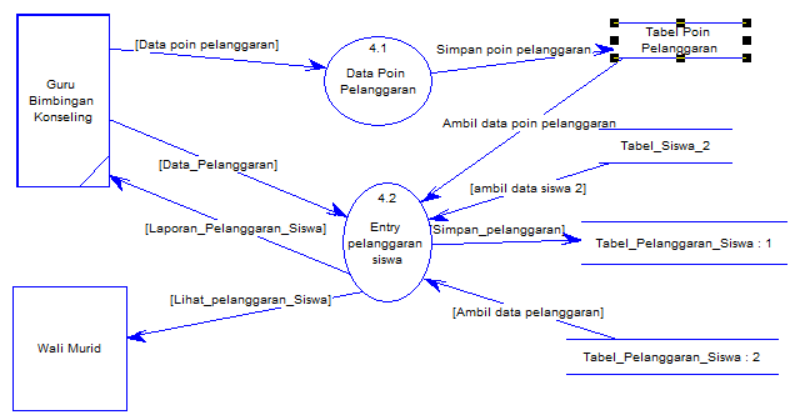 Guru
Bimbingan
Konseling
[Data poin pelanggaran]
4.1
Data Poin
Pelanggaran
Simpan poin pelanggaran
Tabel Poin
Pelanggaran
Ambil data poin pelanggaran
Tabel_Siswa_2
[Data_Pelanggaran]
[ambil data siswa 2]
4.2
Entry
pelanggaran
siswa
[Laporan_Pelanggaran_Siswa]
[Simpan_pelanggaran]
Tabel_Pelanggaran_Siswa : 1
[Lihat_pelanggaran_Siswa]
[Ambil data pelanggaran]
Wali Murid
Tabel_Pelanggaran_Siswa : 2